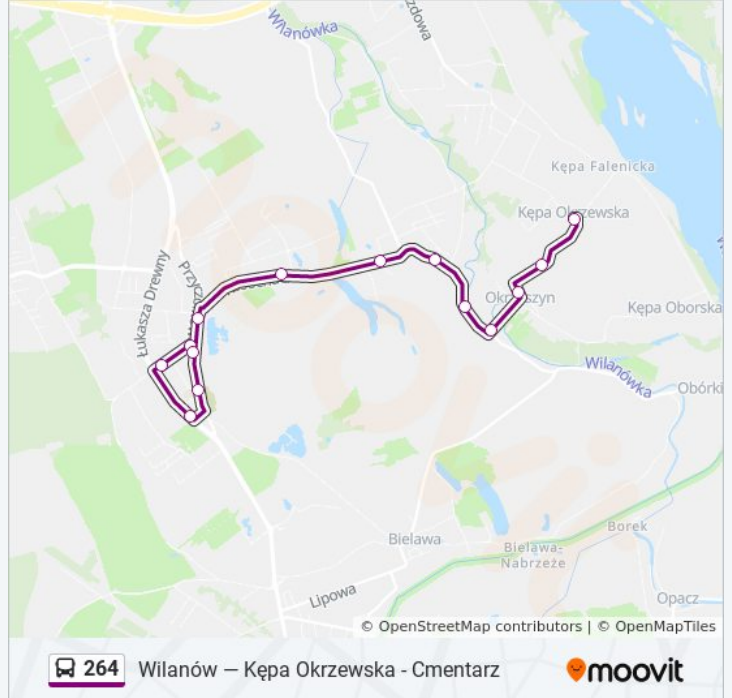 Wilanówka
Kępa Falenicka
Kępa Okrzewska
Łukasza Drewny
Okrzeszyn
Kępa Oborska
Wilanówka
Obórki
Bielawa
Borek
Bielawa-
Nabrzeże
Lipowa
Opacz
© OpenStreetMap contributors | © OpenMapTiles
264 Wilanów — Kępa Okrzewska - Cmentarz
moovit